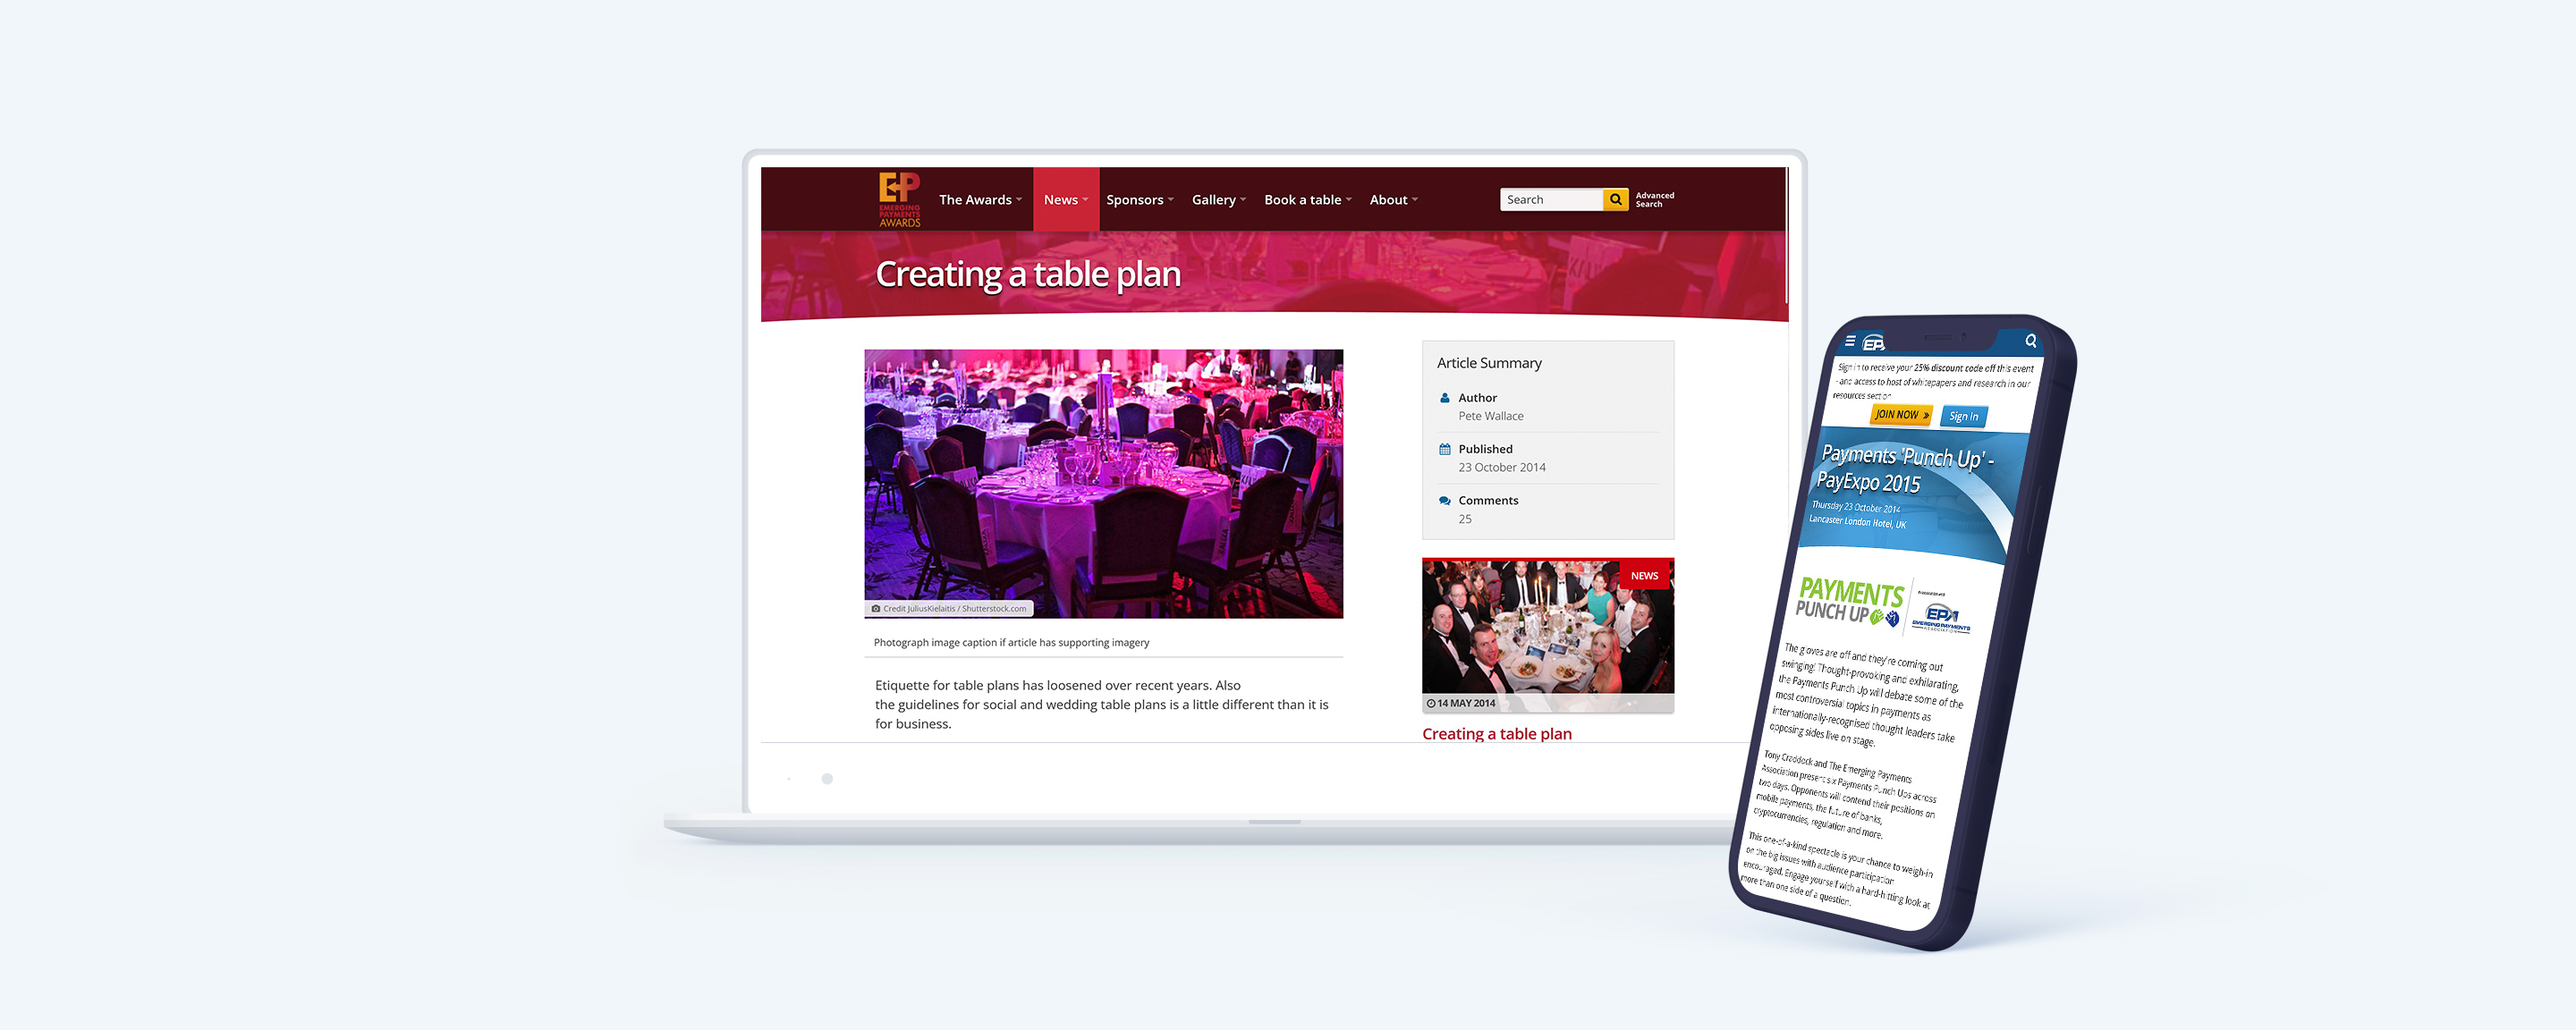 EP
EMERGING
PAYMENTS
AWARDS
The Awards
News
Sponsors
Gallery
Book a table
About
Search
Advanced
Search
Creating a table plan
Credit JuliusKielaitis / Shutterstock.com
Photograph image caption if article has supporting imagery
Etiquette for table plans has loosened over recent years. Also
the guidelines for social and wedding table plans is a little different than it is
for business.
Article Summary
Author
Pete Wallace
Published
23 October 2014
Comments
25
NEWS
14 MAY 2014
Creating a table plan
EPA
Sign in to receive your 25% discount code off this event
- and access to host of whitepapers and research in our
resources section
JOIN NOW »
Sign In
Payments 'Punch Up' -
PayExpo 2015
Thursday 23 October 2014
Lancaster London Hotel, UK
PAYMENTS
PUNCH UP
EPA
EMERGING PAYMENTS
ASSOCIATION
The gloves are off and they're coming out
swinging! Thought-provoking and exhilarating,
the Payments Punch Up will debate some of the
most controversial topics in payments as
internationally-recognised thought leaders take
opposing sides live on stage.
Tony Craddock and The Emerging Payments
Association present six Payments Punch Ups across
two days. Opponents will contend their positions on
mobile payments, the future of banks,
cryptocurrencies, regulation and more.
This one-of-a-kind spectacle is your chance to weigh-in
on the big issues with audience participation
encouraged. Engage yourself with a hard-hitting look at
more than one side of a question.